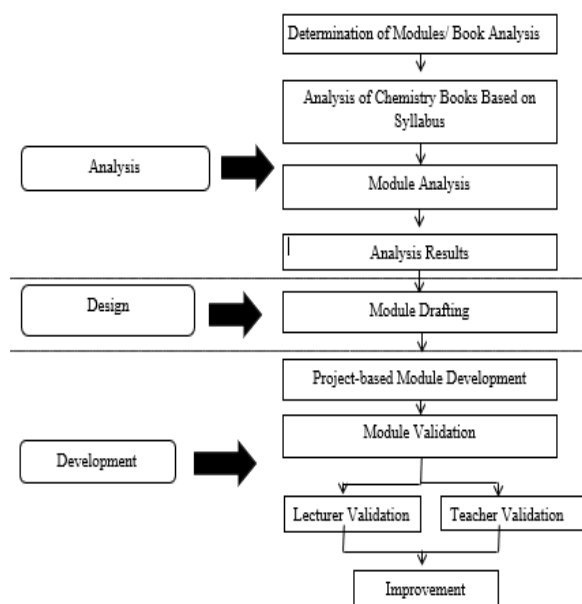 Determination of Modules/ Book Analysis
Analysis of Chemistry Books Based on
Syllabus
Analysis
Module Analysis
Analysis Results
Design
Module Drafting
Project-based Module Development
Module Validation
Development
Lecturer Validation
Teacher Validation
Improvement